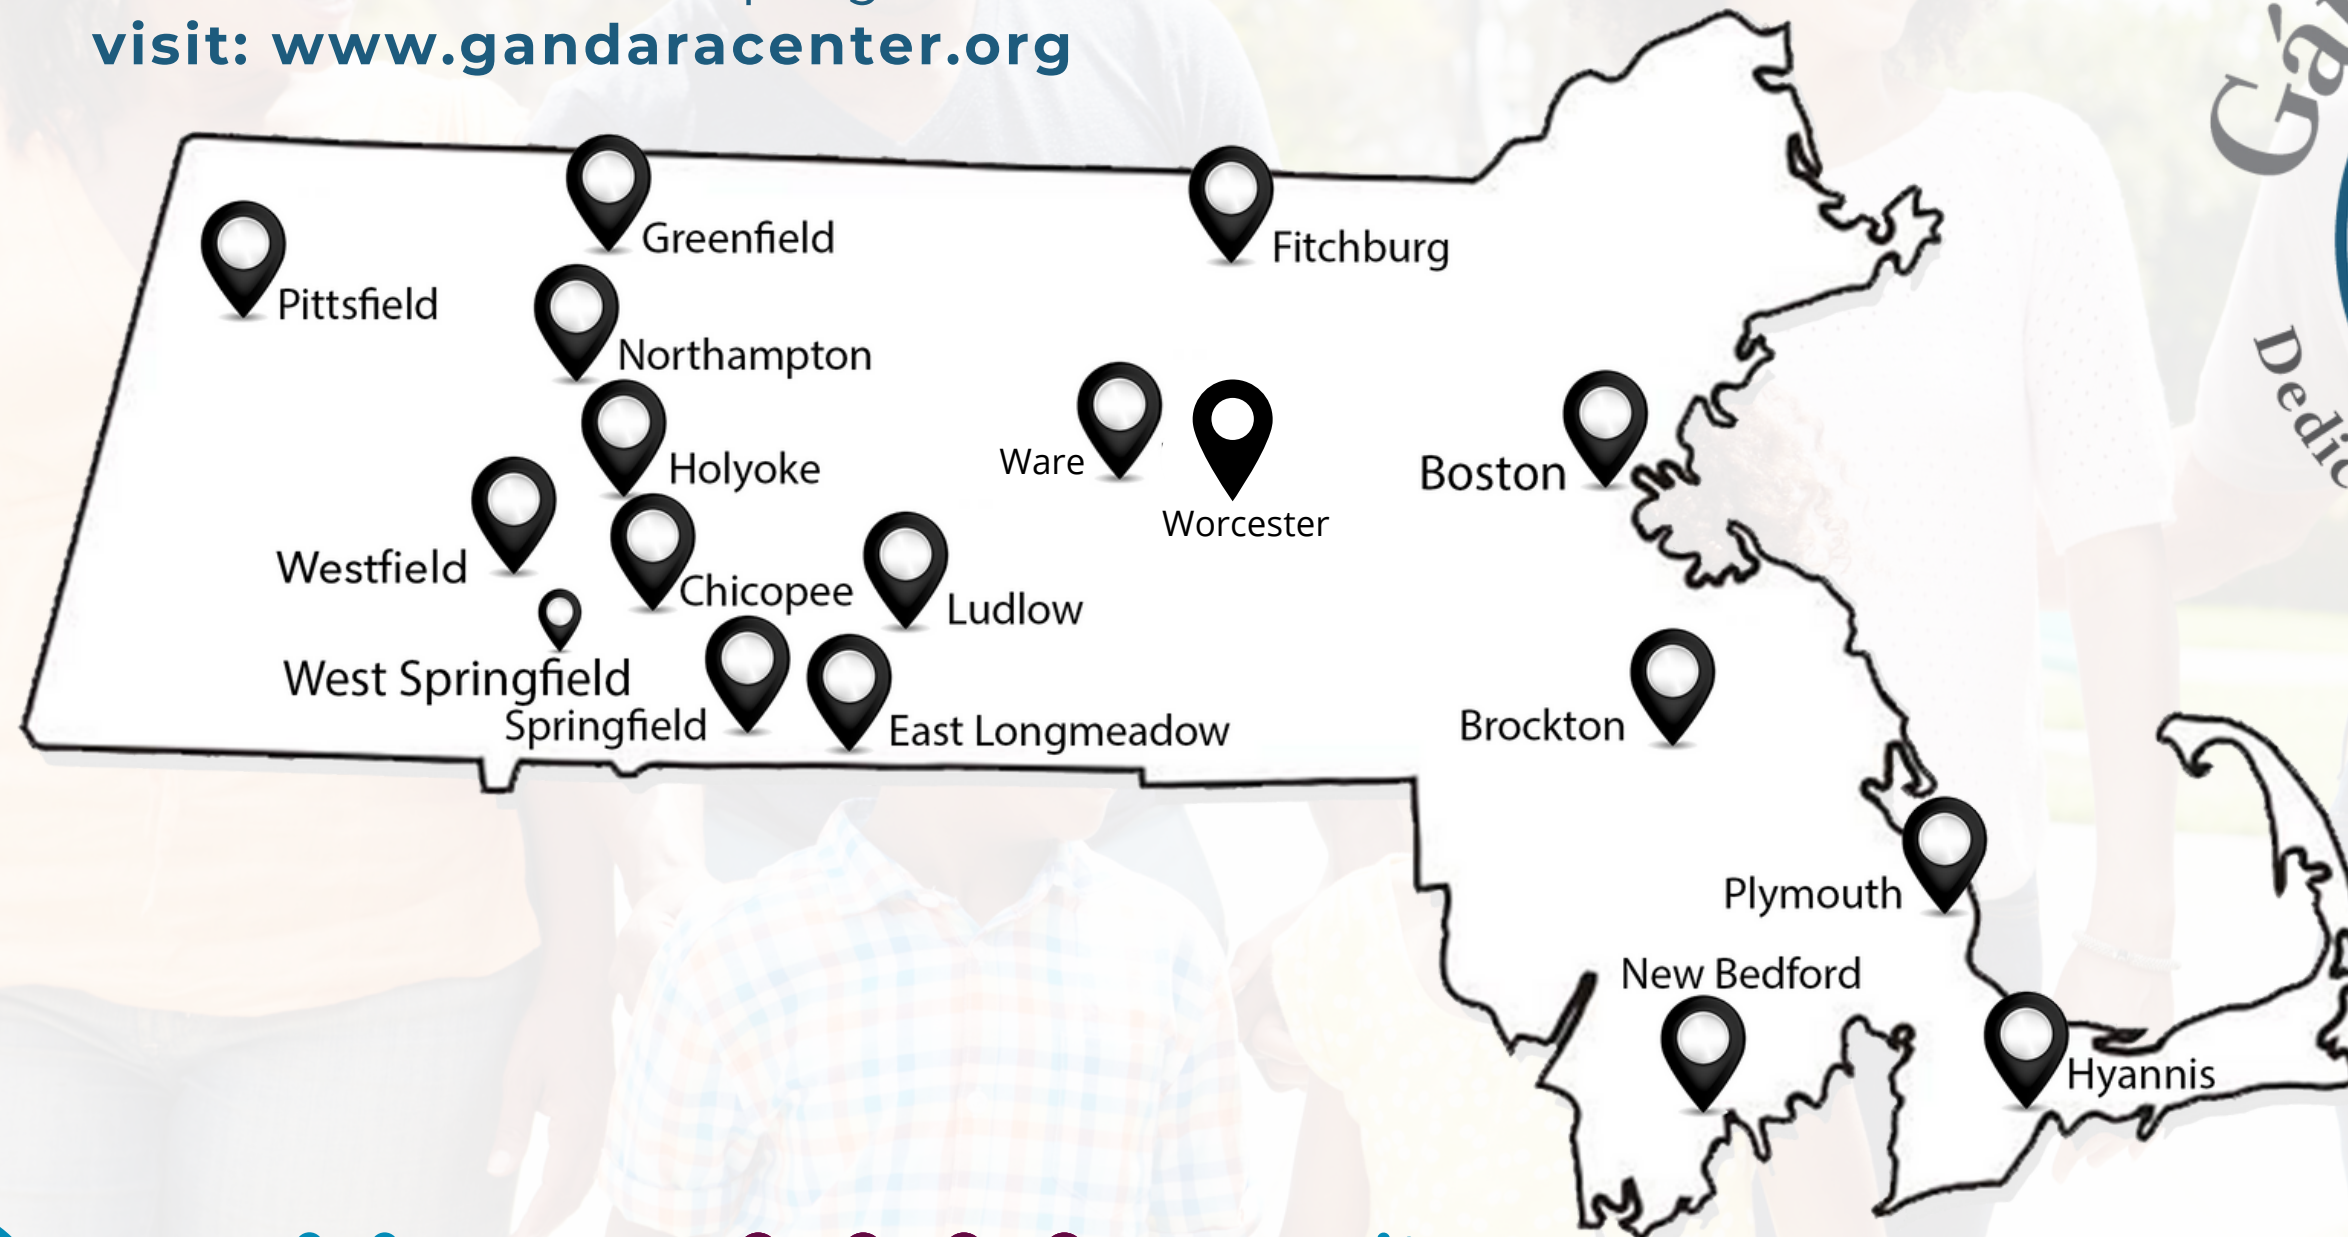 visit: www.gandaracenter.org
Greenfield
Fitchburg
Pittsfield
Northampton
Ware
Holyoke
Boston
Worcester
Westfield
Chicopee
Ludlow
West Springfield
Springfield
East Longmeadow
Brockton
Plymouth
New Bedford
Hyannis